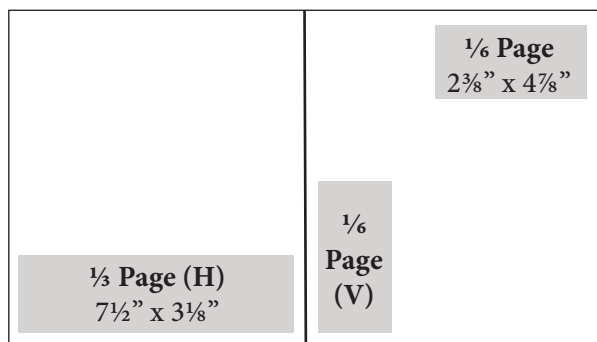 ⅓ Page (H)
7½” x 3⅛”
⅙ Page
2⅜” x 4⅞”
⅙
Page
(V)